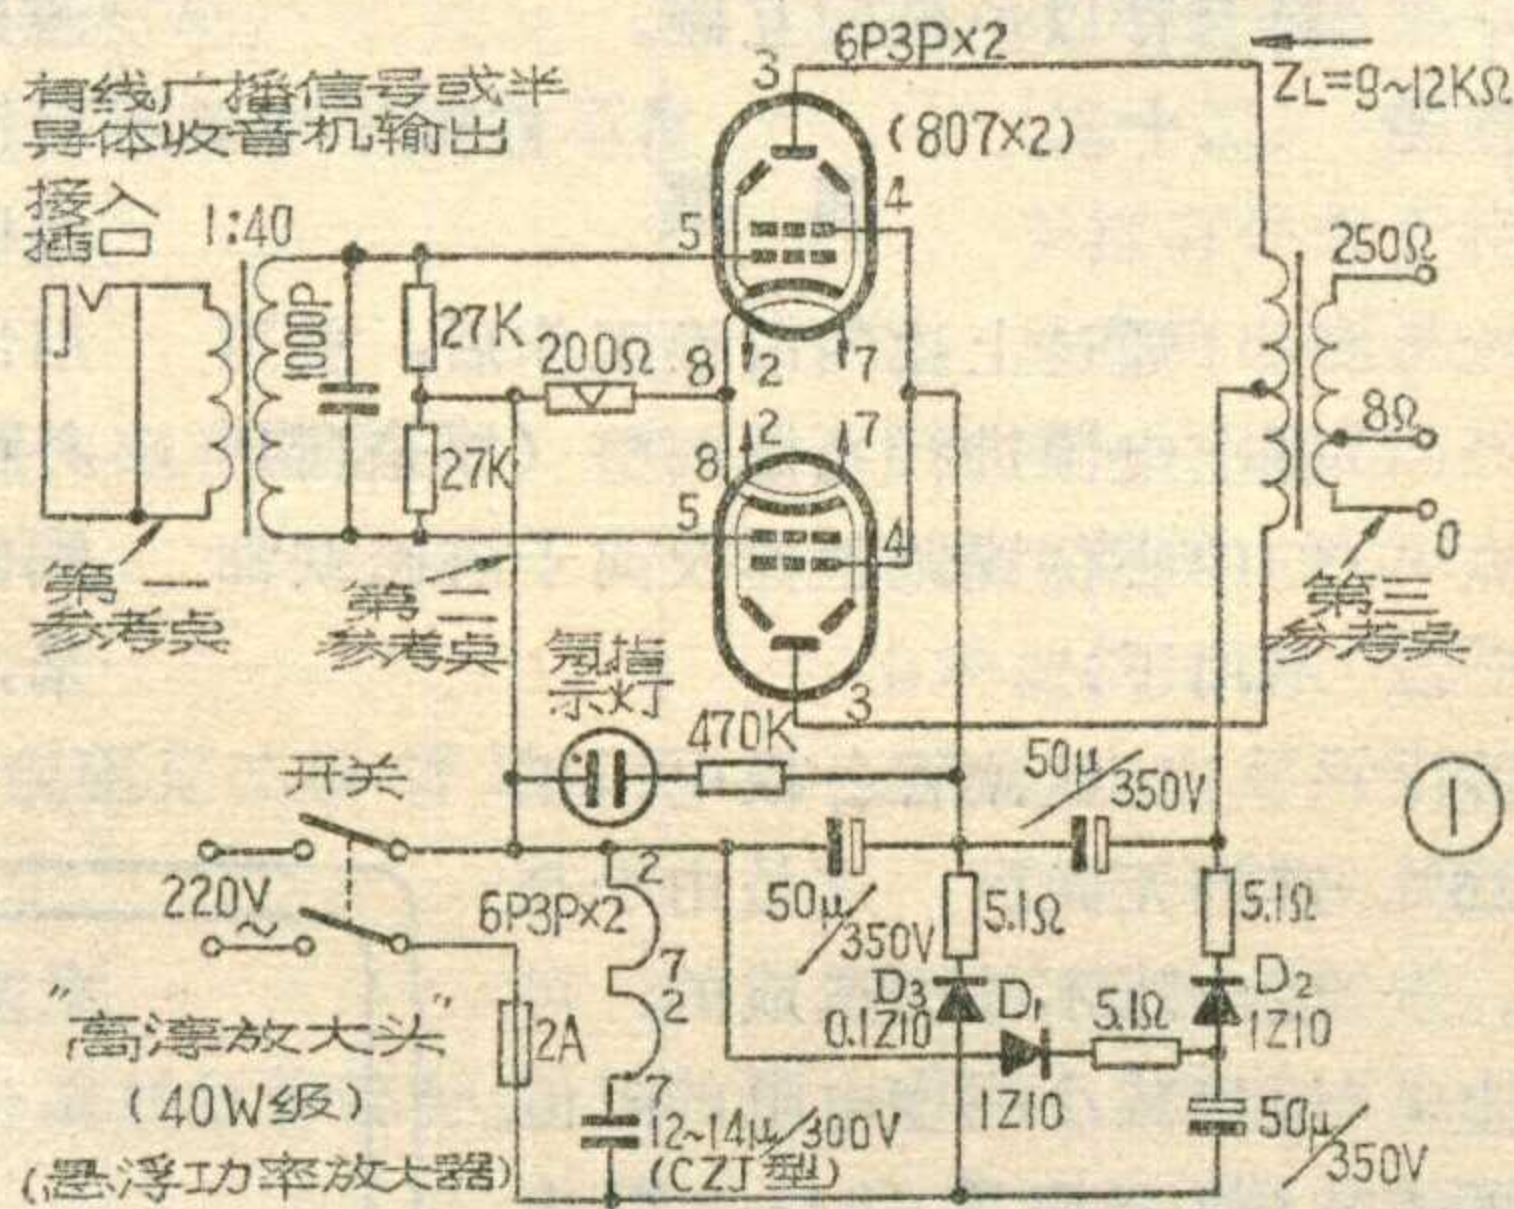 6P3P×2
(807×2)
Z_L=9~12KΩ
有线广播信号或半
导体收音机输出
接入
插口
1:40
1000P
27K
27K
200Ω
3
4
5
8
2
7
2
7
8
5
4
3
250Ω
8Ω
0
第一
参考点
第二
参考点
第三
参考点
氖指
示灯
470K
开关
220V
~
6P3P×2
2
7
2
7
2A
50μ/350V
50μ/350V
5.1Ω
5.1Ω
D3
0.1Z10
D1
1Z10
5.1Ω
D2
1Z10
50μ/350V
12~14μ/300V
(CZJ型)
"高淳放大头"
(40W级)
(悬浮功率放大器)
①